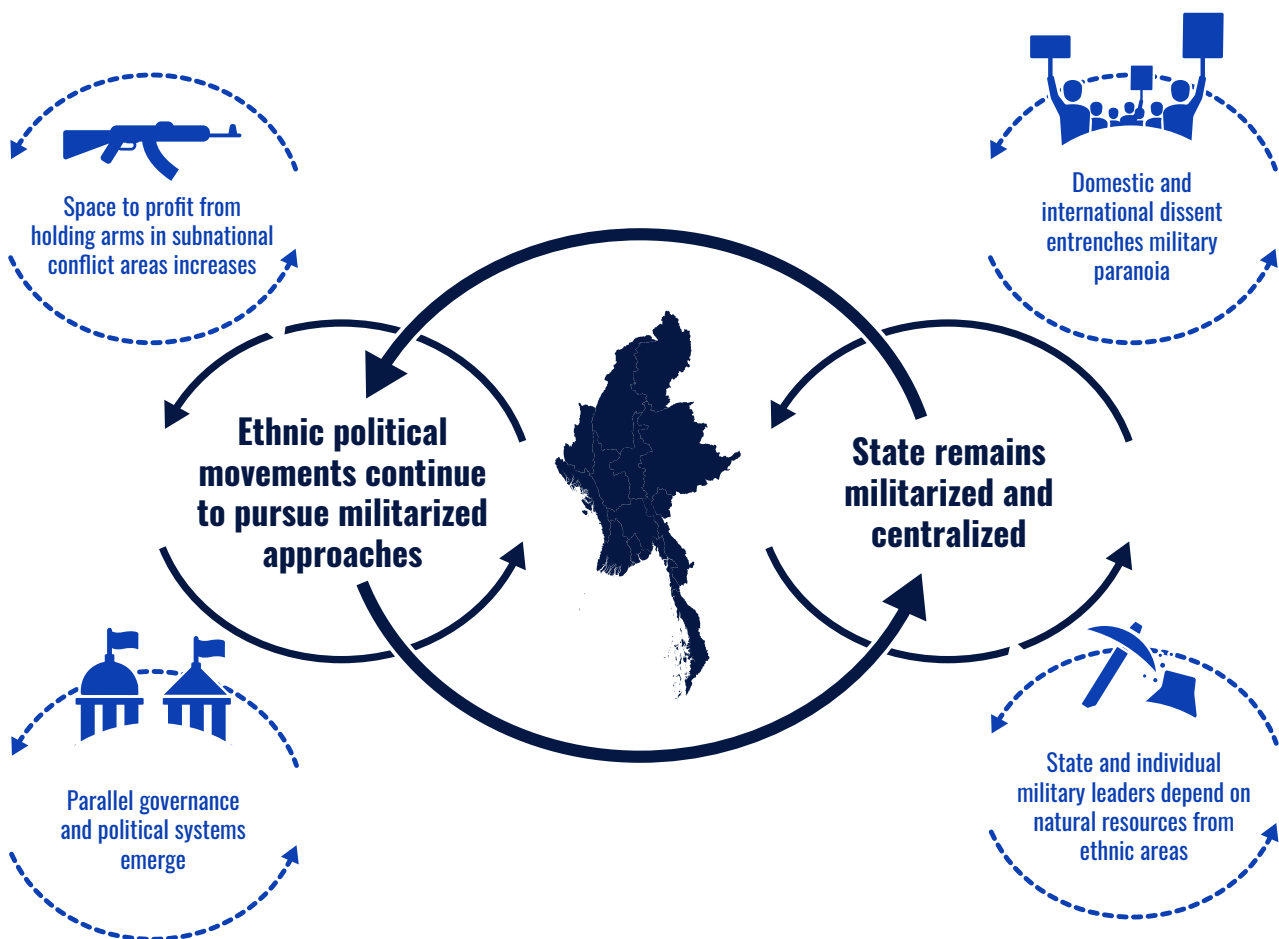 Space to profit from
holding arms in subnational
conflict areas increases
Domestic and
international dissent
entrenches military
paranoia
Ethnic political
movements continue
to pursue militarized
approaches
State remains
militarized and
centralized
Parallel governance
and political systems
emerge
State and individual
military leaders depend on
natural resources from
ethnic areas